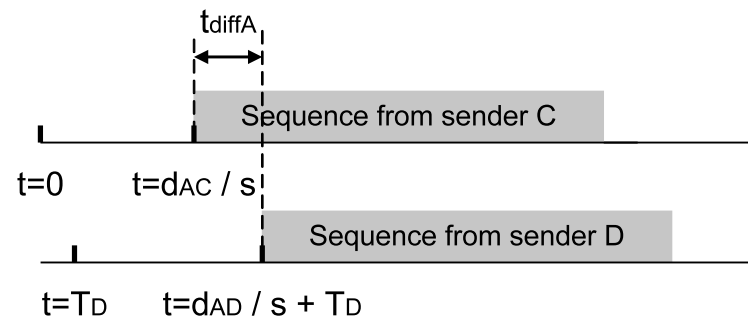 tdiffA
Sequence from sender C
t=0 t=dAC / s
Sequence from sender D
t=TD t=dAD / s + TD